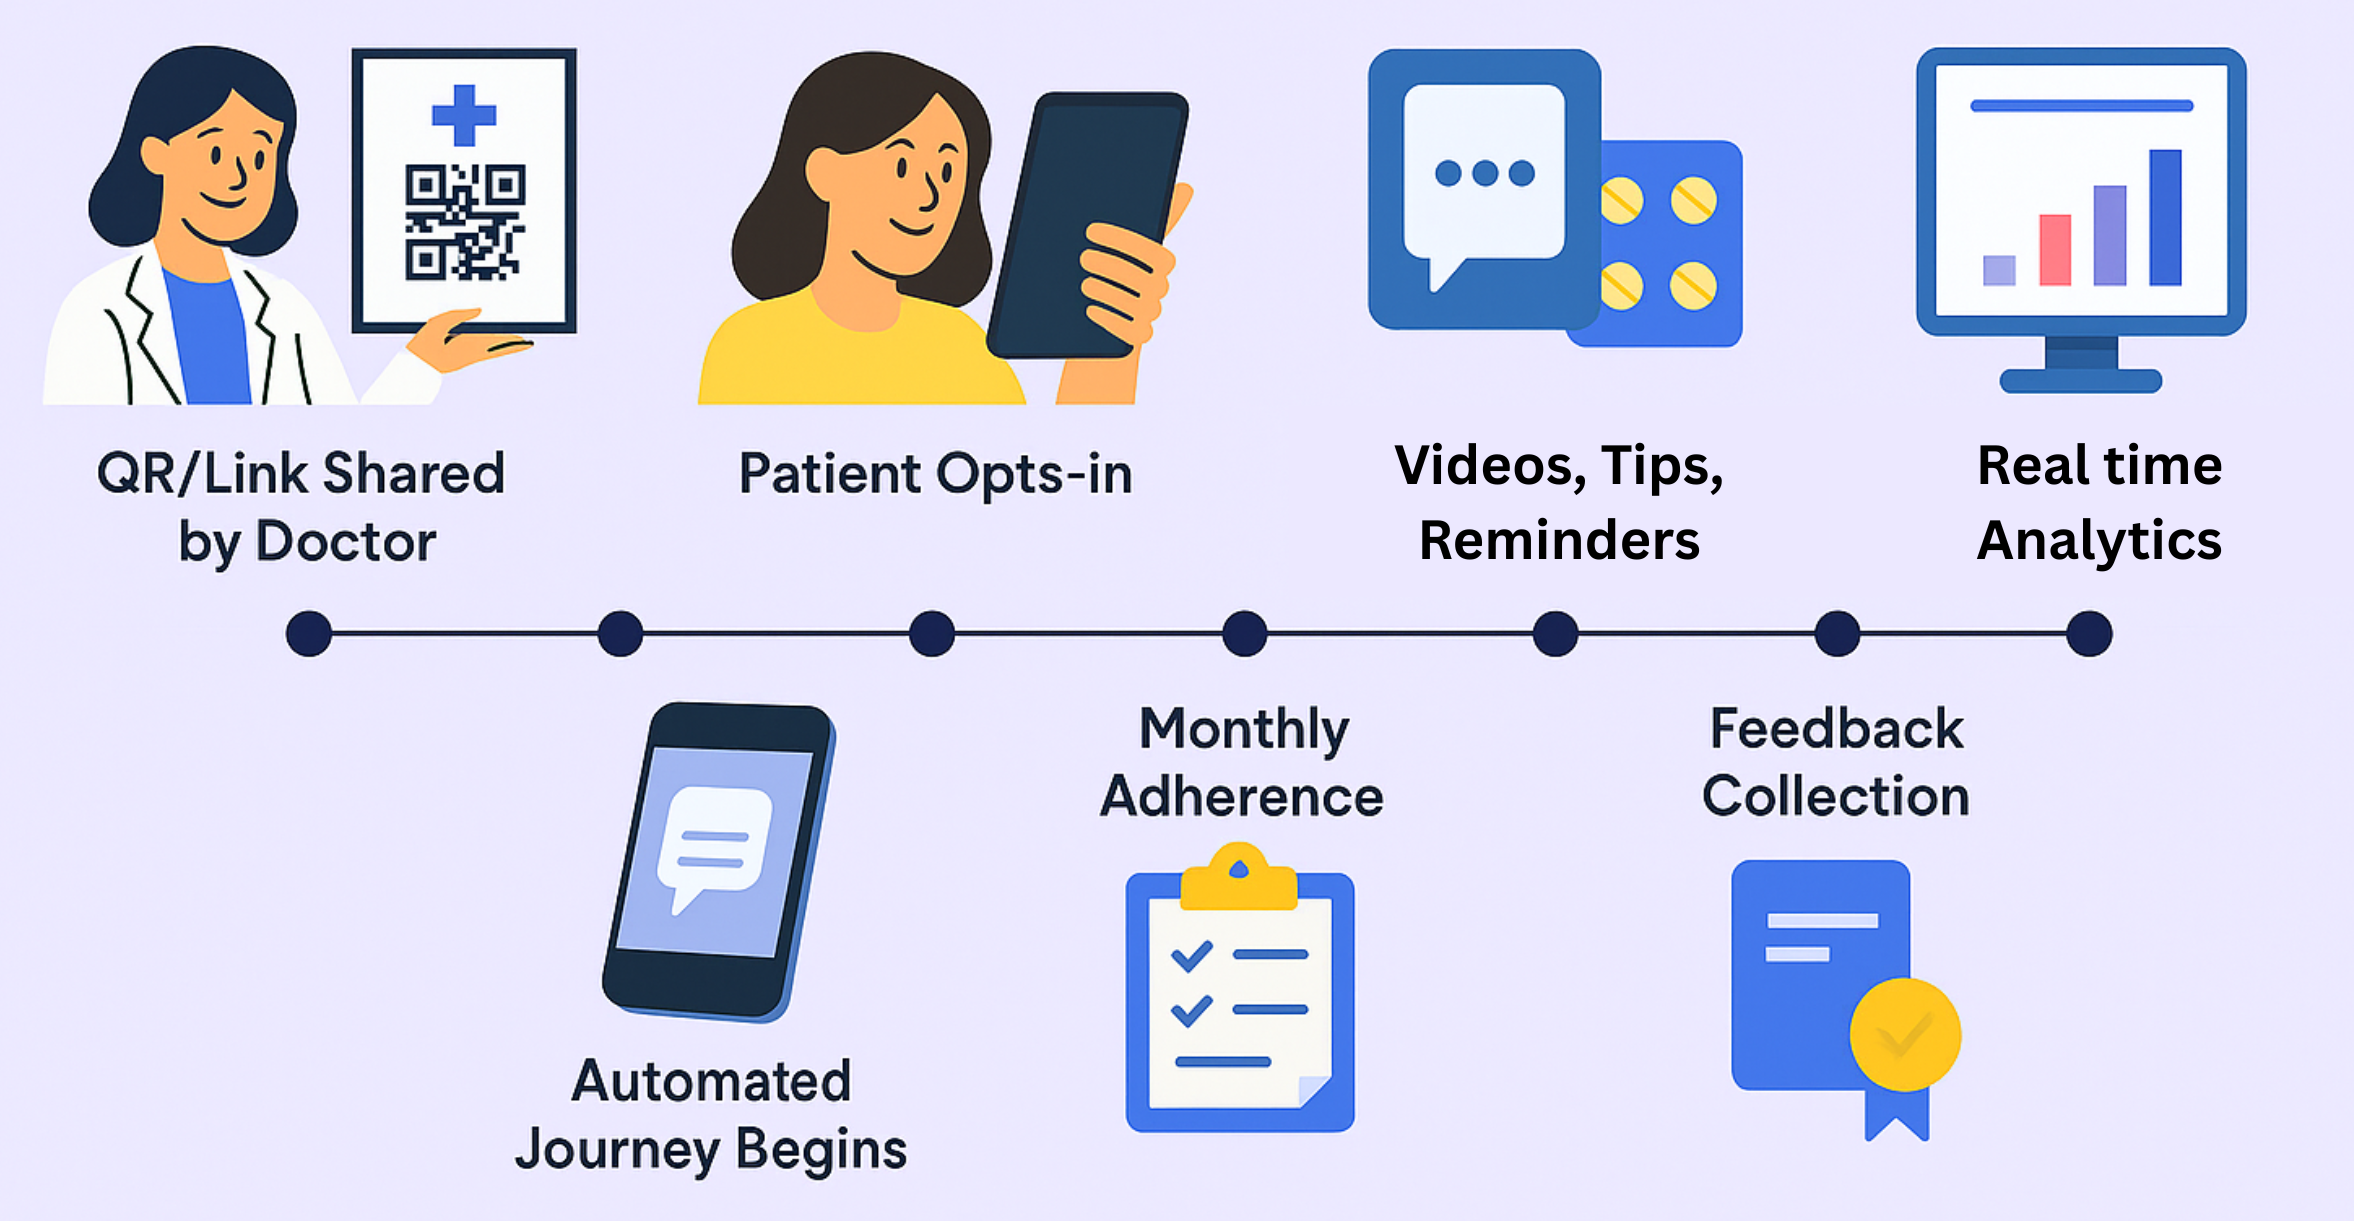 QR/Link Shared
by Doctor
Patient Opts-in
Videos, Tips,
Reminders
Real time
Analytics
Automated
Journey Begins
Monthly
Adherence
Feedback
Collection